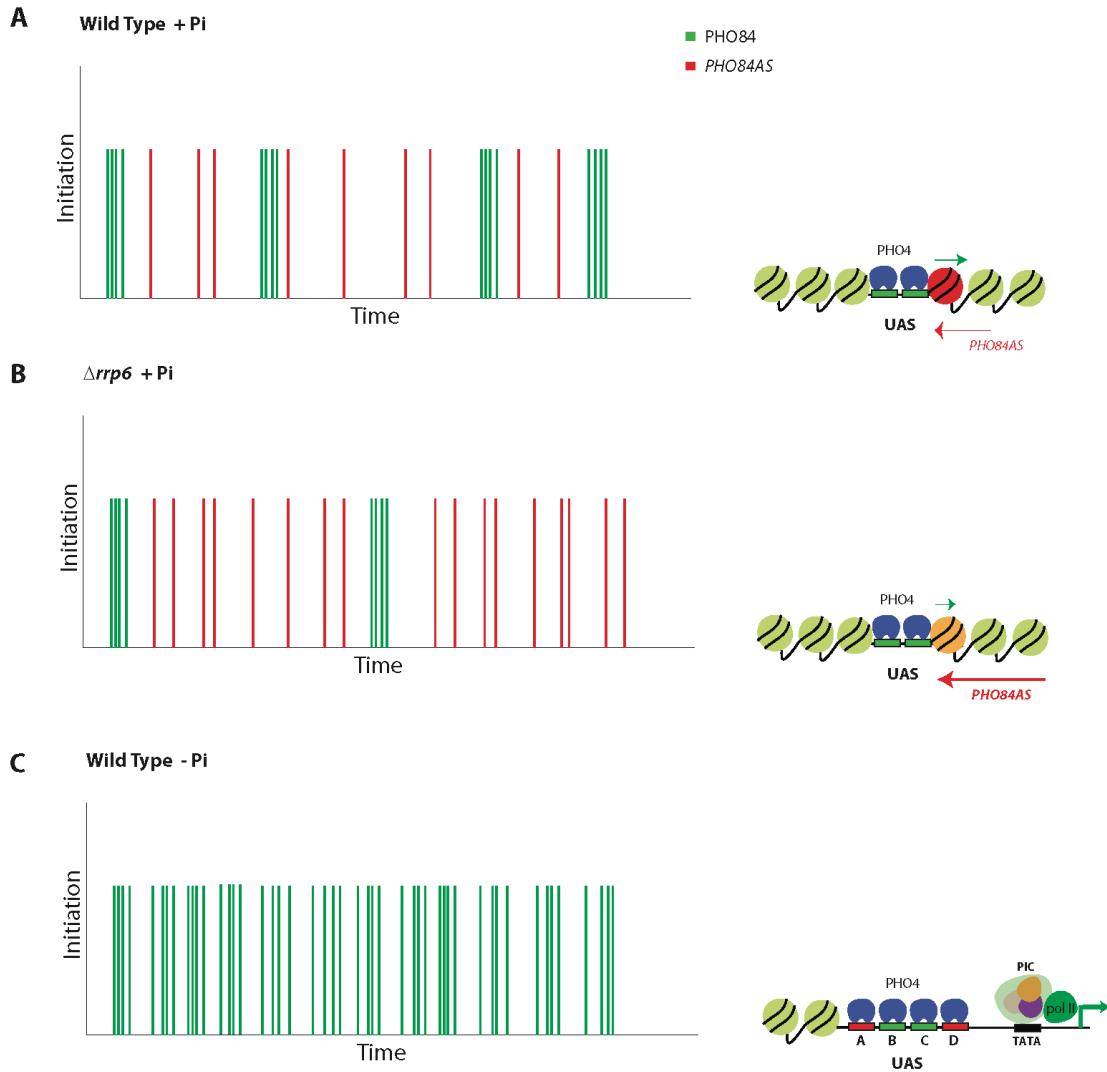 A
Wild Type + Pi
PHO84
PHO84AS
Initiation
Time
PHO4
UAS
PHO84AS
B
Δrrp6 + Pi
Initiation
Time
PHO4
UAS
PHO84AS
C
Wild Type - Pi
Initiation
Time
PHO4
PIC
pol II
A B C D
TATA
UAS